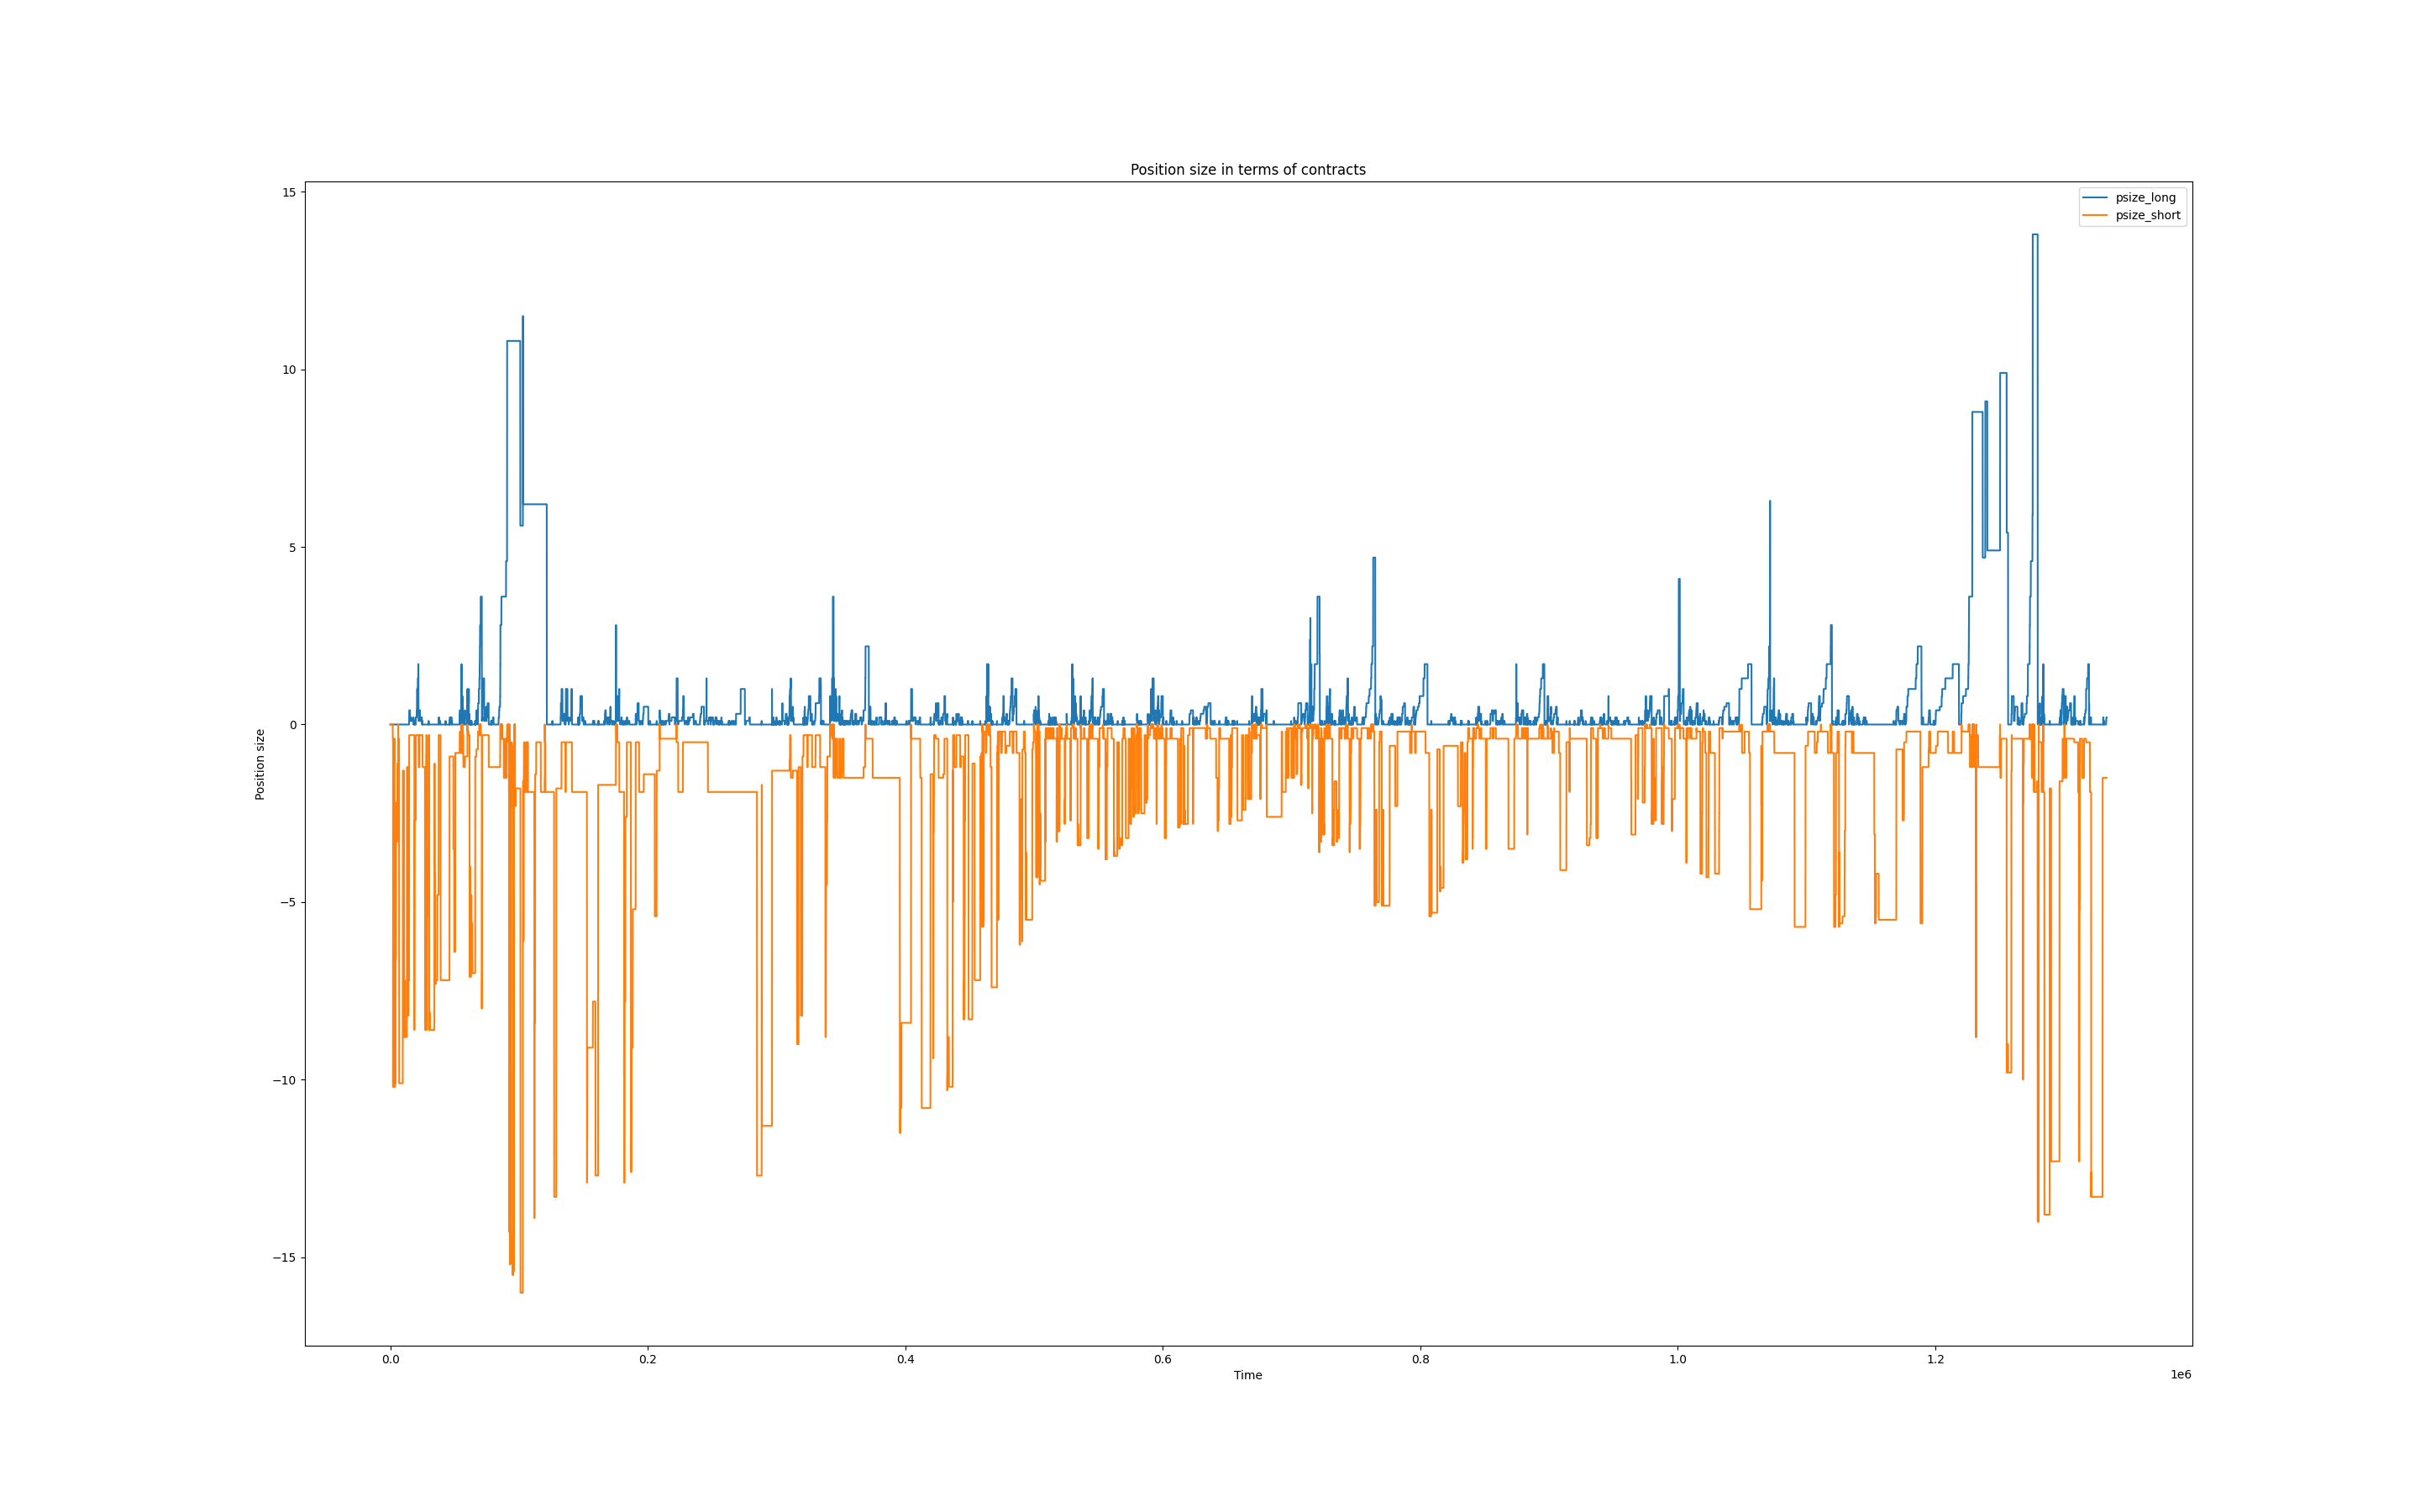 Position size in terms of contracts
psize_long
psize_short
15
10
5
0
−5
−10
−15
Position size
0.0 0.2 0.4 0.6 0.8 1.0 1.2
Time
1e6